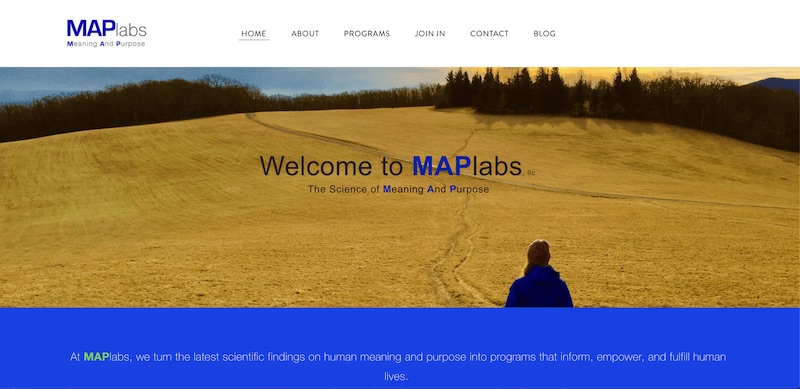 MAPlabs
Meaning And Purpose
HOME ABOUT PROGRAMS JOIN IN CONTACT BLOG
Welcome to MAPlabs, llc
The Science of Meaning And Purpose
At MAPlabs, we turn the latest scientific findings on human meaning and purpose into programs that inform, empower, and fulfill human
lives.